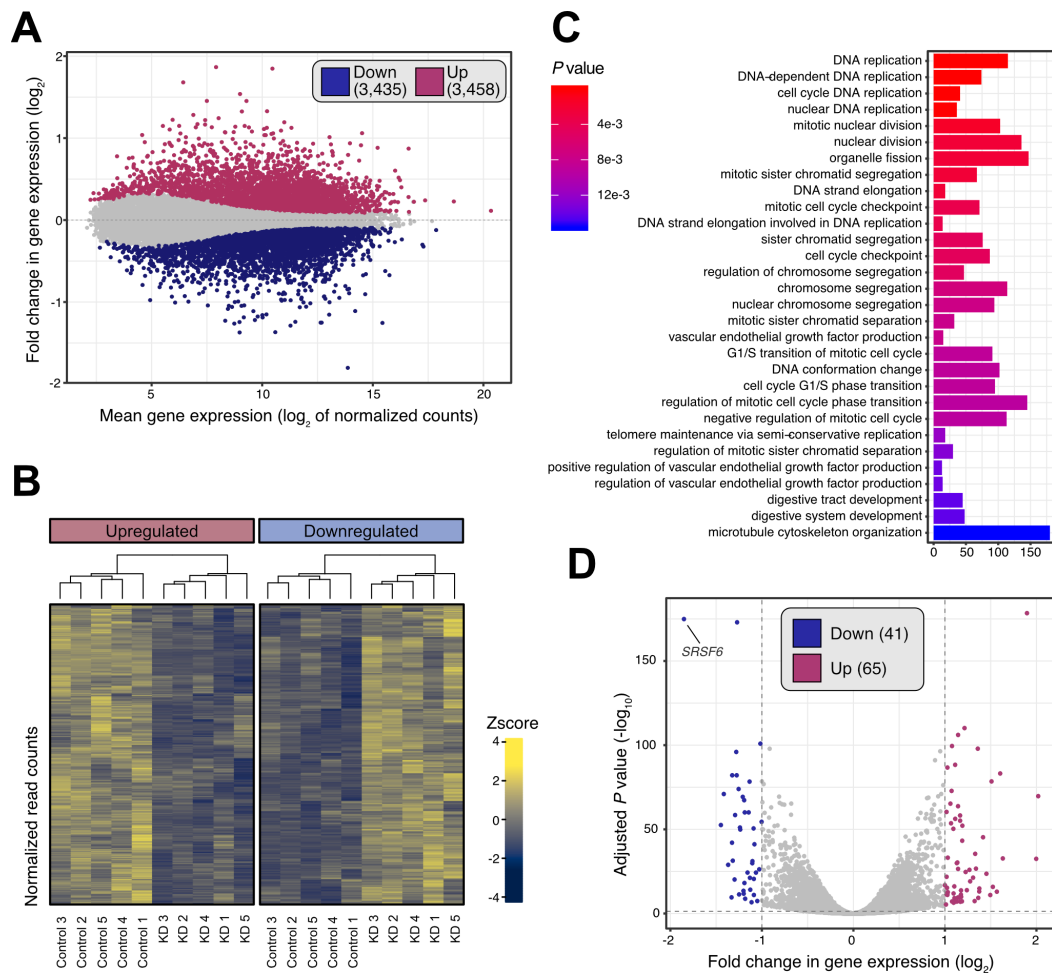 A
Fold change in gene expression (log2)
2
1
0
-1
-2
Down
(3,435)
Up
(3,458)
5
10
15
20
Mean gene expression (log2 of normalized counts)
B
Upregulated
Downregulated
Normalized read counts
Control 3
Control 2
Control 5
Control 4
Control 1
KD 3
KD 2
KD 4
KD 1
KD 5
Control 3
Control 2
Control 5
Control 4
Control 1
KD 3
KD 2
KD 4
KD 1
KD 5
Zscore
4
2
0
-2
-4
C
P value
4e-3
8e-3
12e-3
DNA replication
DNA-dependent DNA replication
cell cycle DNA replication
nuclear DNA replication
mitotic nuclear division
nuclear division
organelle fission
mitotic sister chromatid segregation
DNA strand elongation
mitotic cell cycle checkpoint
DNA strand elongation involved in DNA replication
sister chromatid segregation
cell cycle checkpoint
regulation of chromosome segregation
chromosome segregation
nuclear chromosome segregation
mitotic sister chromatid separation
vascular endothelial growth factor production
G1/S transition of mitotic cell cycle
DNA conformation change
cell cycle G1/S phase transition
regulation of mitotic cell cycle phase transition
negative regulation of mitotic cell cycle
telomere maintenance via semi-conservative replication
regulation of mitotic sister chromatid separation
positive regulation of vascular endothelial growth factor production
regulation of vascular endothelial growth factor production
digestive tract development
digestive system development
microtubule cytoskeleton organization
0 50 100 150
D
Adjusted P value (-log10)
150
100
50
0
SRSF6
Down (41)
Up (65)
-2
-1
0
1
2
Fold change in gene expression (log2)